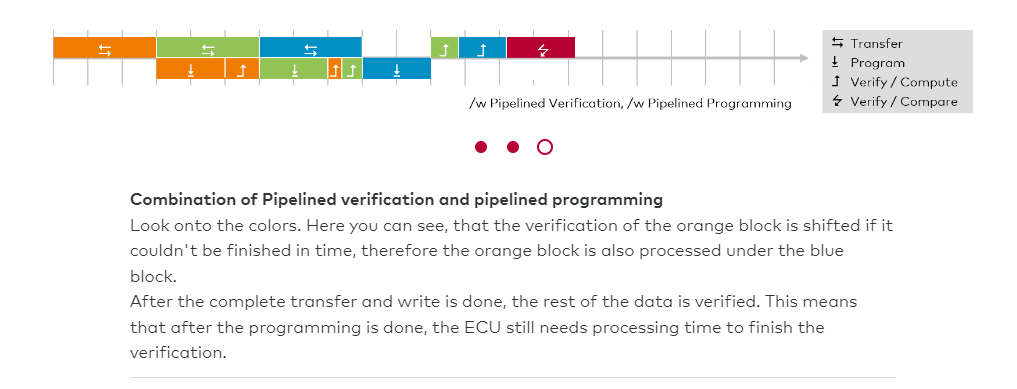 Transfer
Program
Verify / Compute
Verify / Compare
/w Pipelined Verification, /w Pipelined Programming
Combination of Pipelined verification and pipelined programming
Look onto the colors. Here you can see, that the verification of the orange block is shifted if it
couldn't be finished in time, therefore the orange block is also processed under the blue
block.
After the complete transfer and write is done, the rest of the data is verified. This means
that after the programming is done, the ECU still needs processing time to finish the
verification.